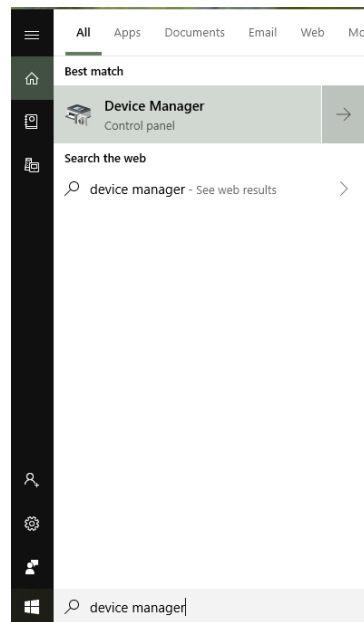 All Apps Documents Email Web Mo
Best match
Device Manager
Control panel
Search the web
device manager - See web results
device manager